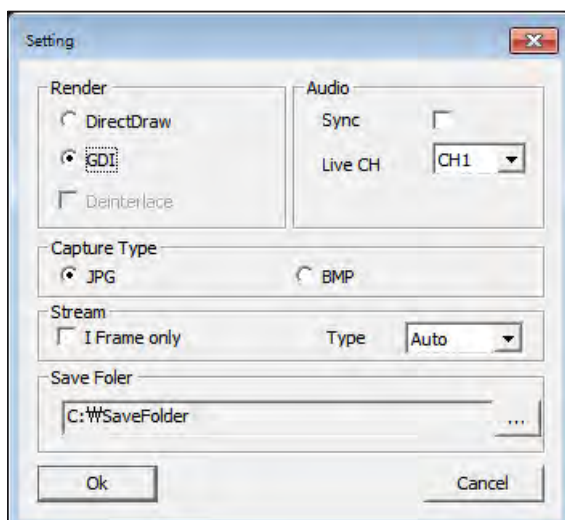 Setting
Render
DirectDraw
GDI
Deinterlace
Audio
Sync
Live CH CH1
Capture Type
JPG BMP
Stream
I Frame only Type Auto
Save Foler
C:₩SaveFolder ...
Ok Cancel